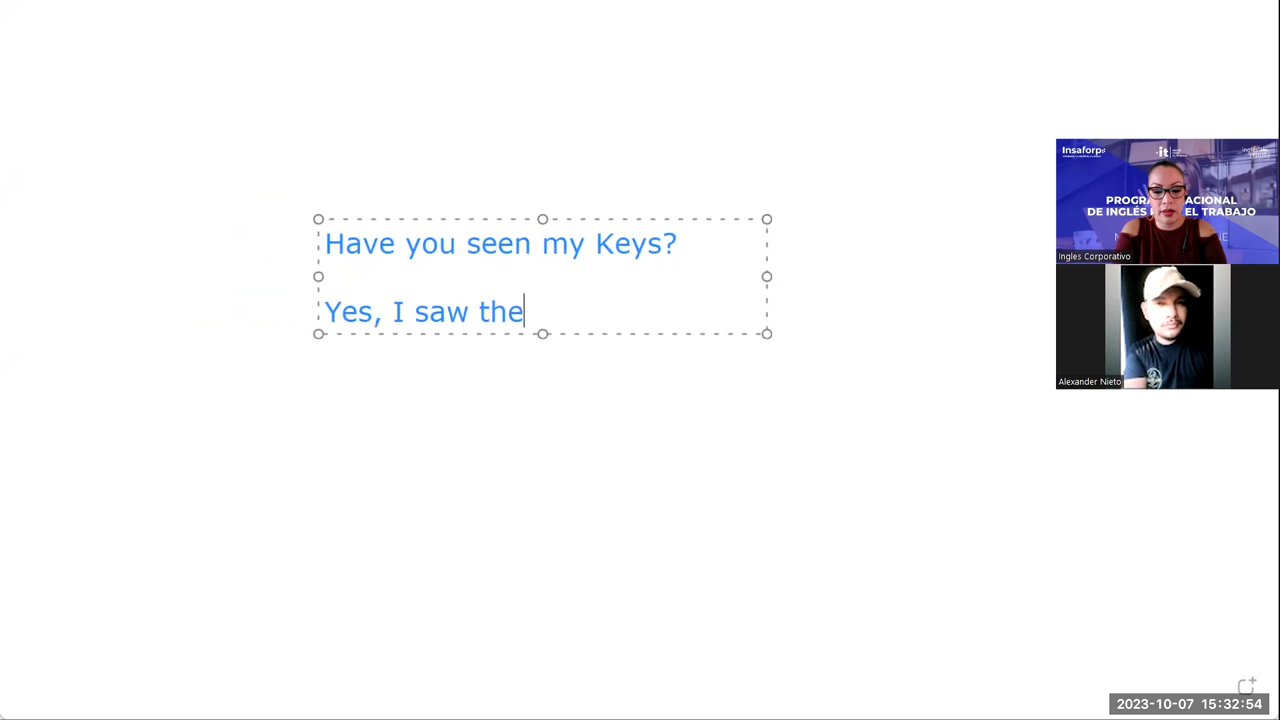 Have you seen my Keys?
Yes, I saw the
Insaforp
PROGRA ACIONAL
DE INGLÉS EL TRABAJO
Ingles Corporativo
Alexander Nieto
2023-10-07 15:32:54